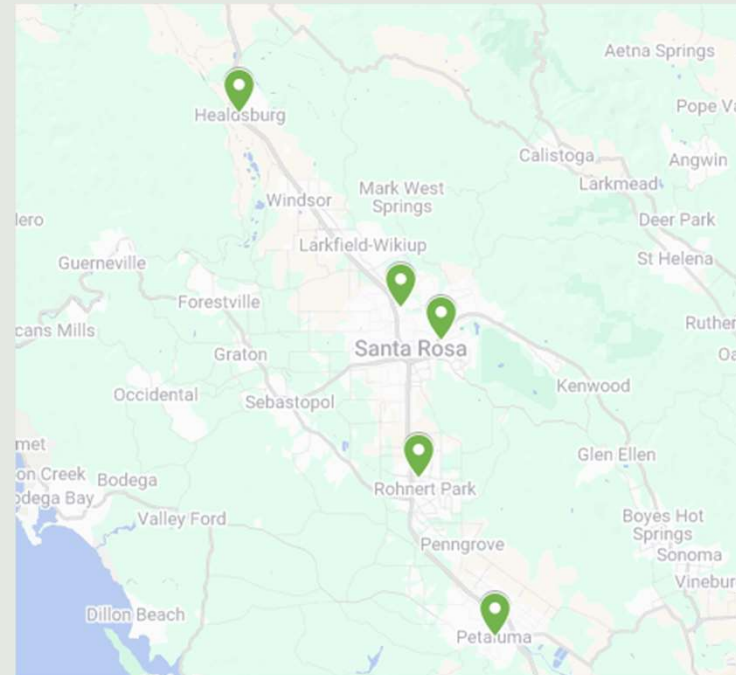 Aetna Springs
Pope Va
Healdsburg
Calistoga
Angwin
Larkmead
Mark West
Springs
Windsor
lero
Deer Park
Larkfield-Wikiup
St Helena
Guerneville
Forestville
Ruther
cans Mills
Santa Rosa
Graton
Oa
Kenwood
Occidental
Sebastopol
met
Glen Ellen
on Creek
Bodega
Rohnert Park
odega Bay
Valley Ford
Boyes Hot
Springs
Penngrove
Sonoma
Vinebur
Dillon Beach
Petaluma